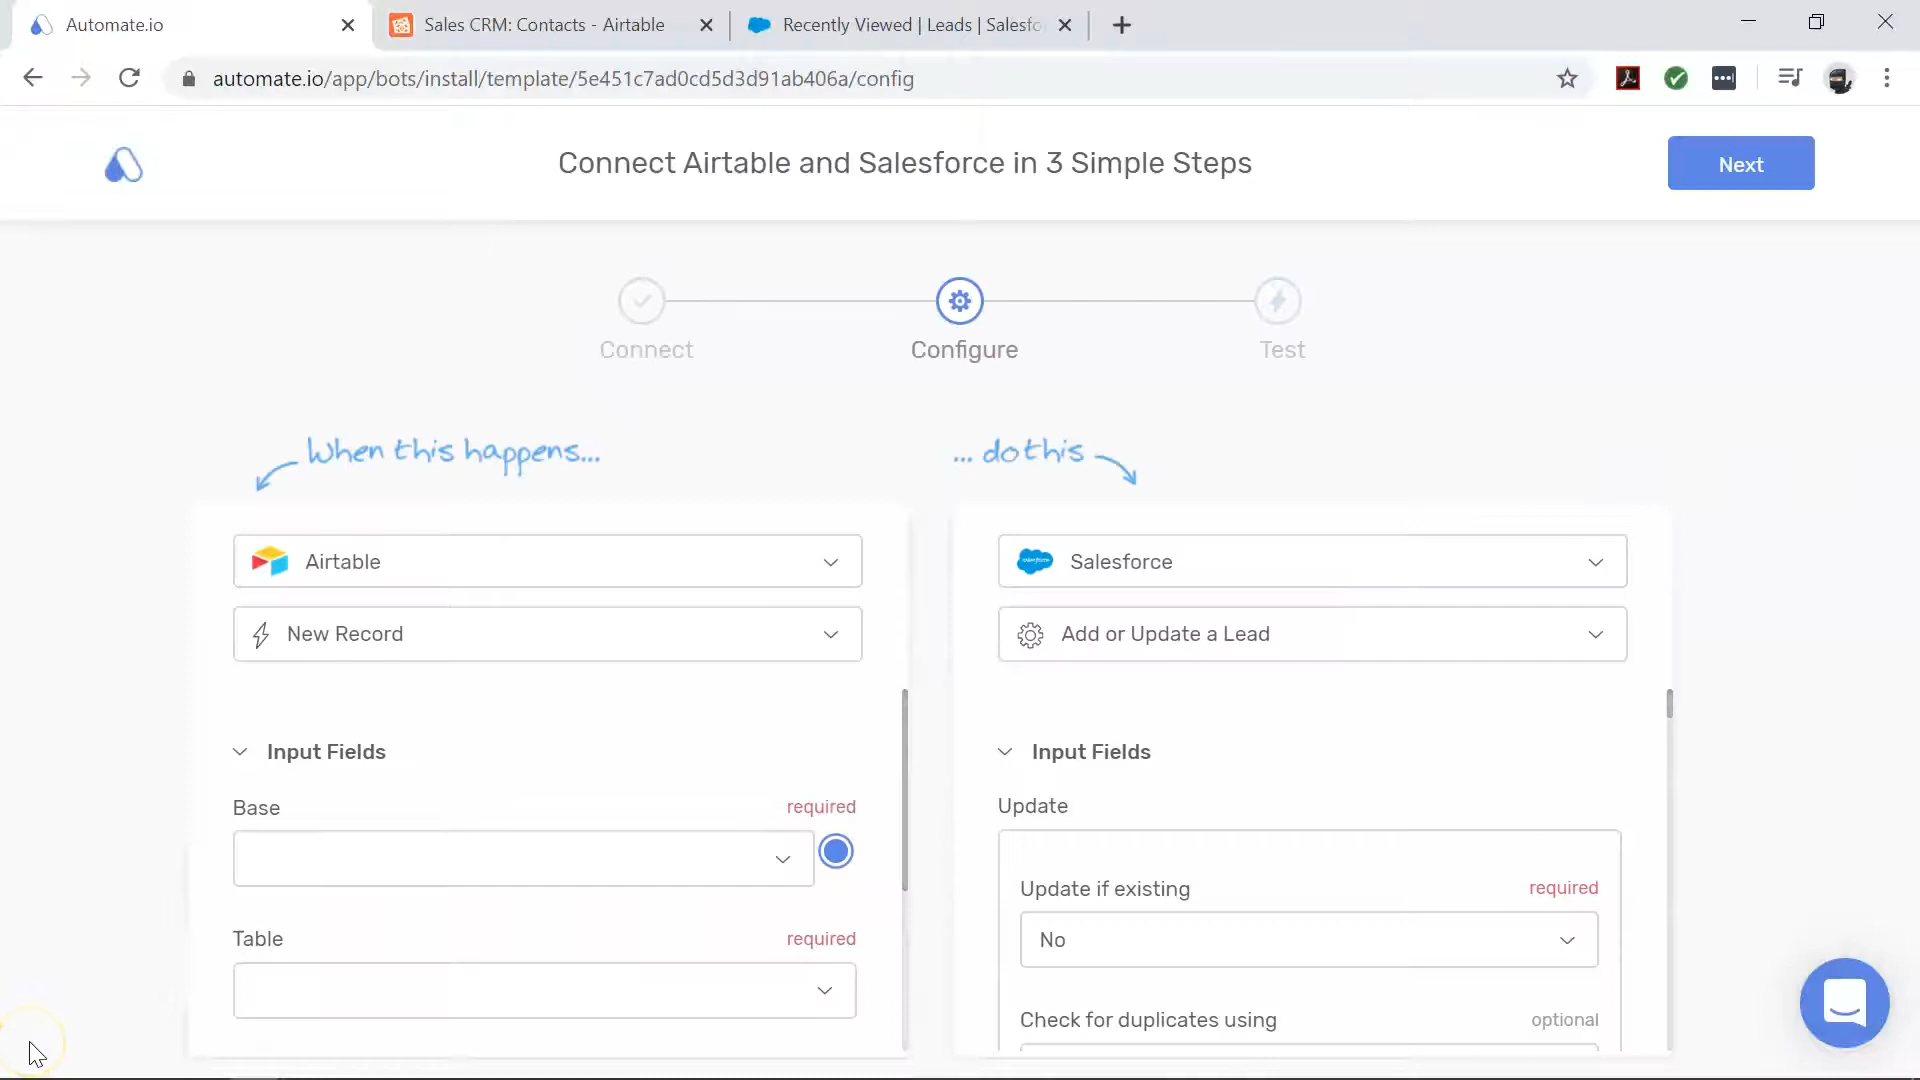 Automate.io
Sales CRM: Contacts - Airtable
Recently Viewed | Leads | Salesfo
automate.io/app/bots/install/template/5e451c7ad0cd5d3d91ab406a/config
Connect Airtable and Salesforce in 3 Simple Steps
Next
Connect
Configure
Test
When this happens...
... do this
Airtable
Salesforce
New Record
Add or Update a Lead
Input Fields
Input Fields
Base
required
Update
Update if existing
required
No
Table
required
Check for duplicates using
optional